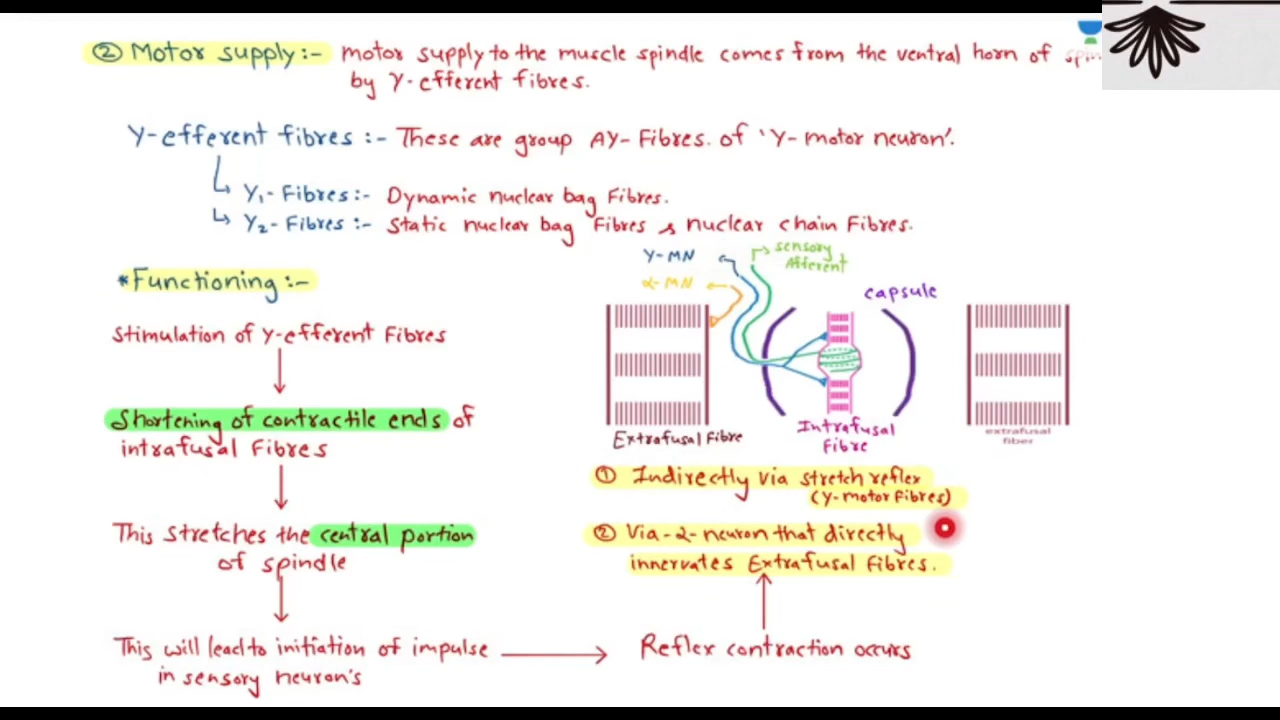 ② Motor supply:- motor supply to the muscle spindle comes from the ventral horn of
by γ-efferent fibres.
γ-efferent fibres :- These are group Aγ-Fibres. of 'γ-motor neuron'.
↳ γ₁-Fibres:- Dynamic nuclear bag Fibres.
↳ γ₂-Fibres :- Static nuclear bag Fibres & nuclear chain Fibres.
*Functioning :-
Stimulation of γ-efferent Fibres
Shortening of contractile ends of
intrafusal Fibres
This stretches the central portion
of spindle
This will lead to initiation of impulse
in sensory neuron's
γ-MN
α-MN
sensory
Afferent
capsule
Extrafusal Fibre
Intrafusal
Fibre
extrafusal
fiber
① Indirectly via stretch reflex
(γ-motor Fibres)
② Via-α-neuron that directly
innervates Extrafusal Fibres.
Reflex contraction occurs